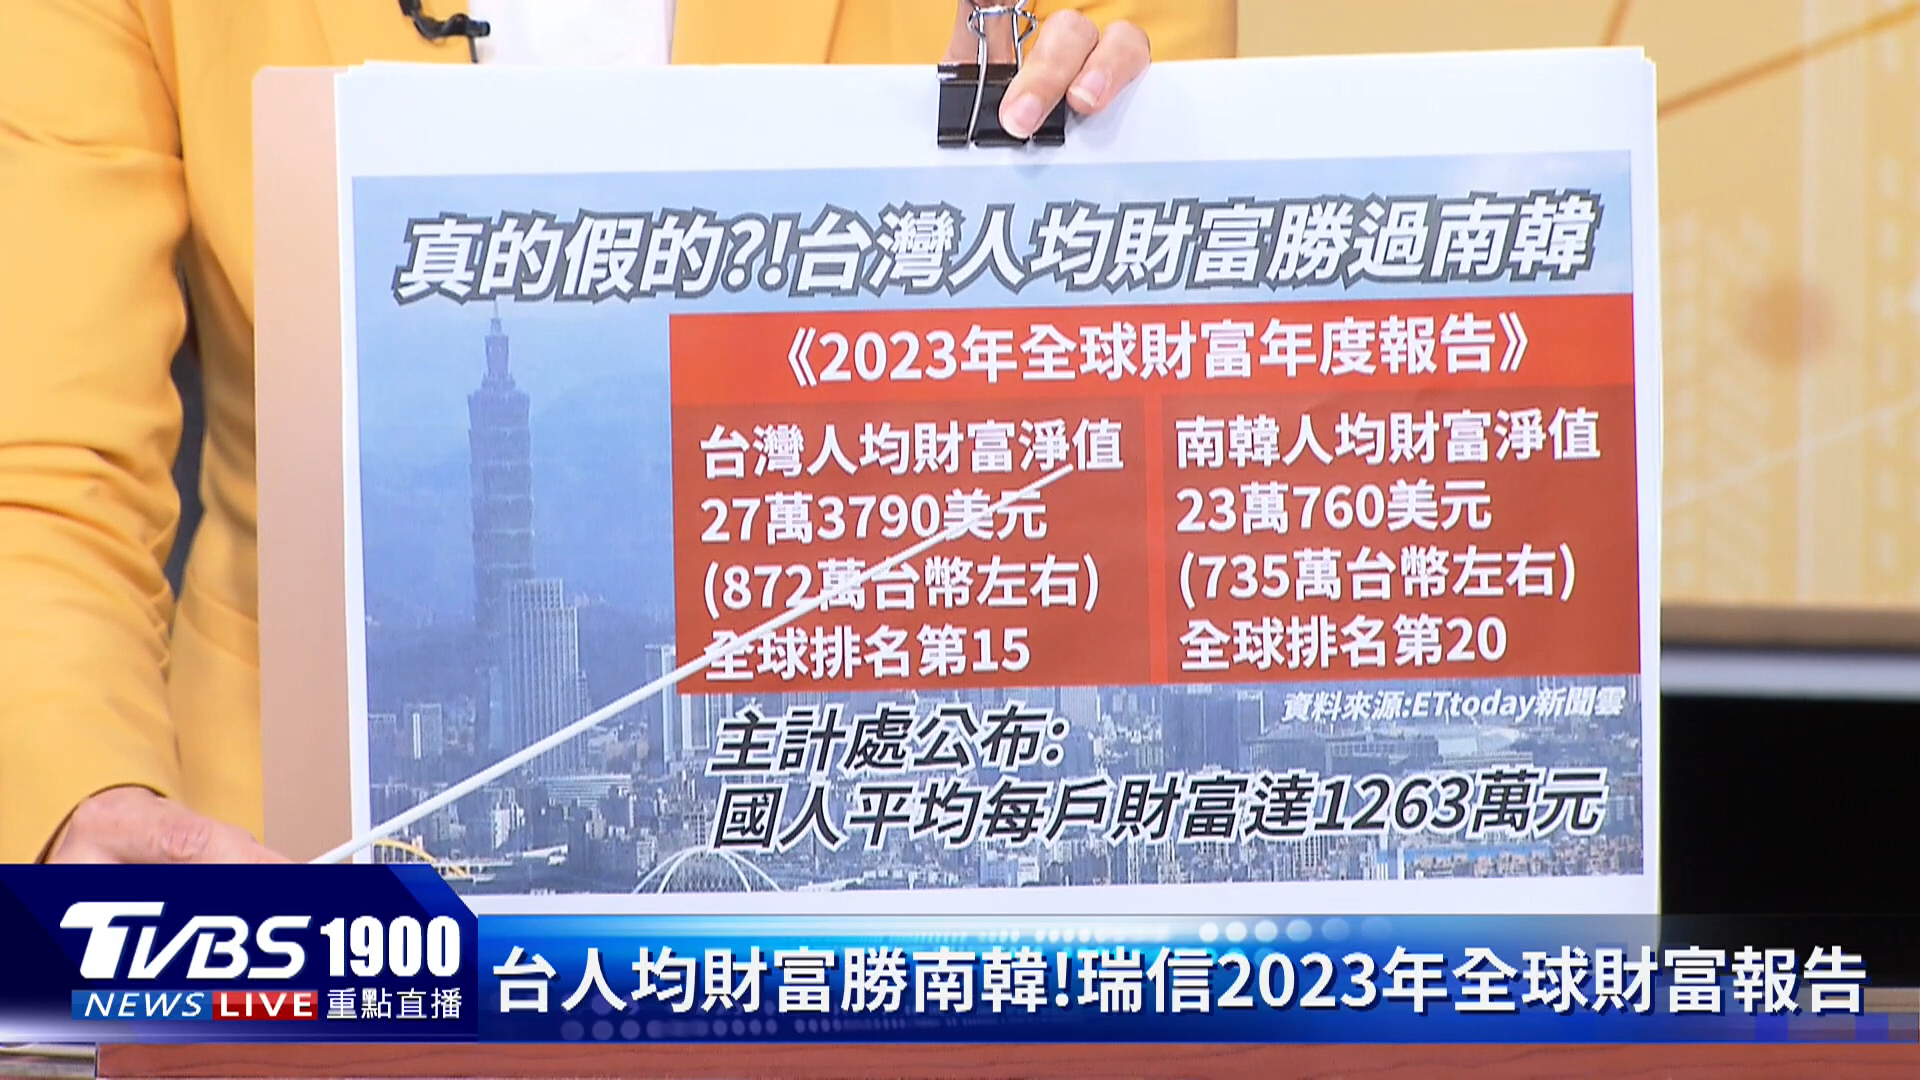 真的假的?!台灣人均財富勝過南韓
《2023年全球財富年度報告》
台灣人均財富淨值
27萬3790美元
(872萬台幣左右)
全球排名第15
南韓人均財富淨值
23萬760美元
(735萬台幣左右)
全球排名第20
資料來源:ETtoday新聞雲
主計處公布:
國人平均每戶財富達1263萬元
TVBS 1900
NEWS LIVE 重點直播
台人均財富勝南韓!瑞信2023年全球財富報告